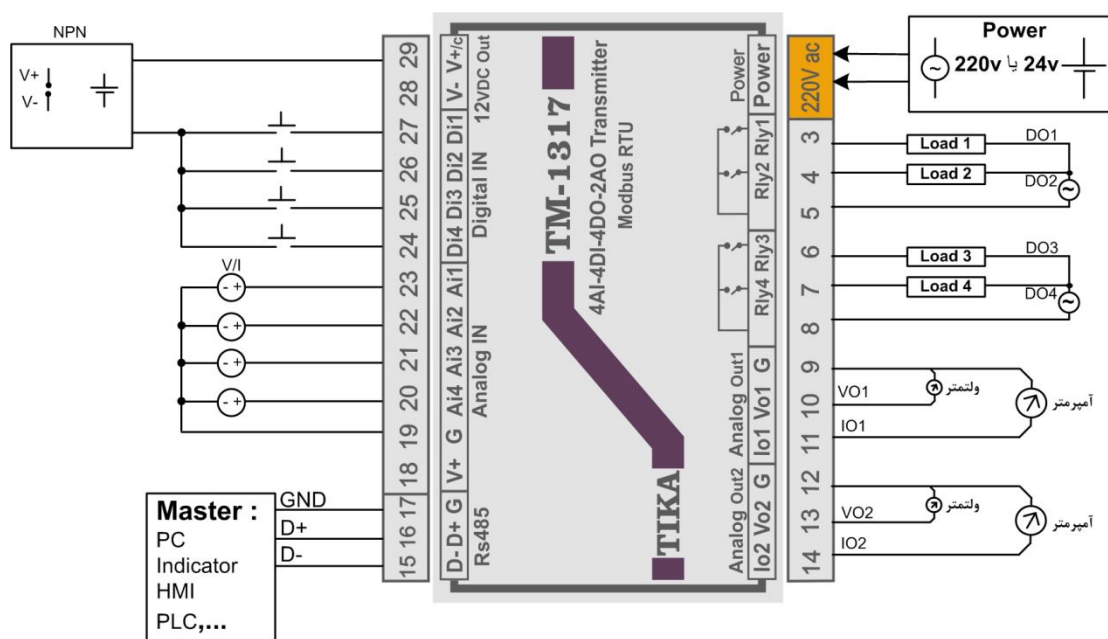 NPN
V+
V-
V/I
Master :
PC
Indicator
HMI
PLC,...
GND
D+
D-
29
28
27
26
25
24
23
22
21
20
19
18
17
16
15
V- V+/c
12VDC Out
Di4 Di3 Di2 Di1
Digital IN
Ai4 Ai3 Ai2 Ai1
Analog IN
V+ G
D- D+ G
Rs485
TM-1317
4AI-4DI-4DO-2AO Transmitter
Modbus RTU
TIKA
Power
Power
Rly2 Rly1
Rly4 Rly3
Analog Out1
Io1 Vo1 G
Analog Out2
Io2 Vo2 G
220V ac
3
4
5
6
7
8
9
10
11
12
13
14
Power
220v یا 24v
Load 1
DO1
Load 2
DO2
Load 3
DO3
Load 4
DO4
VO1
ولتمتر
آمپرمتر
IO1
VO2
ولتمتر
آمپرمتر
IO2